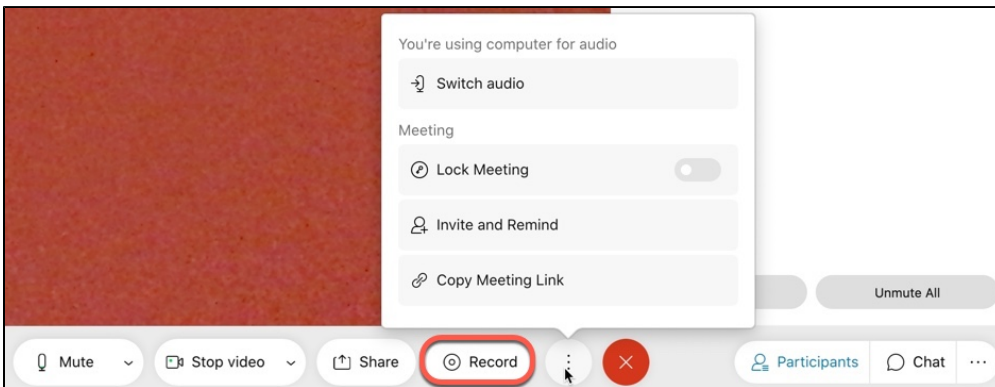 You're using computer for audio
Switch audio
Meeting
Lock Meeting
Invite and Remind
Copy Meeting Link
Unmute All
Mute
Stop video
Share
Record
Participants
Chat